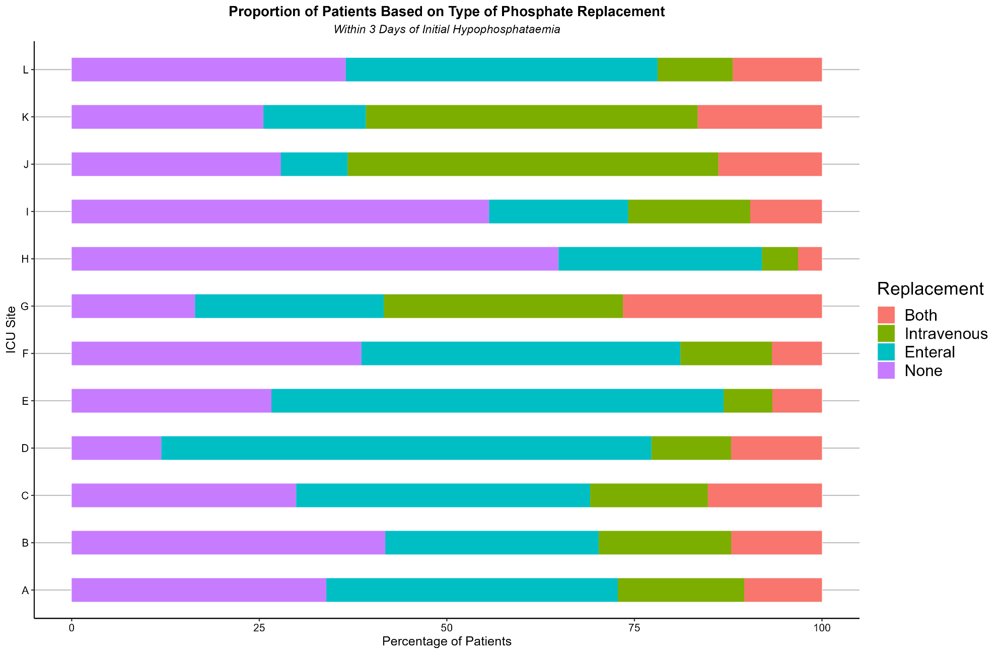 Proportion of Patients Based on Type of Phosphate Replacement
Within 3 Days of Initial Hypophosphataemia
L
K
J
I
H
G
F
E
D
C
B
A
ICU Site
0 25 50 75 100
Percentage of Patients
Replacement
Both
Intravenous
Enteral
None